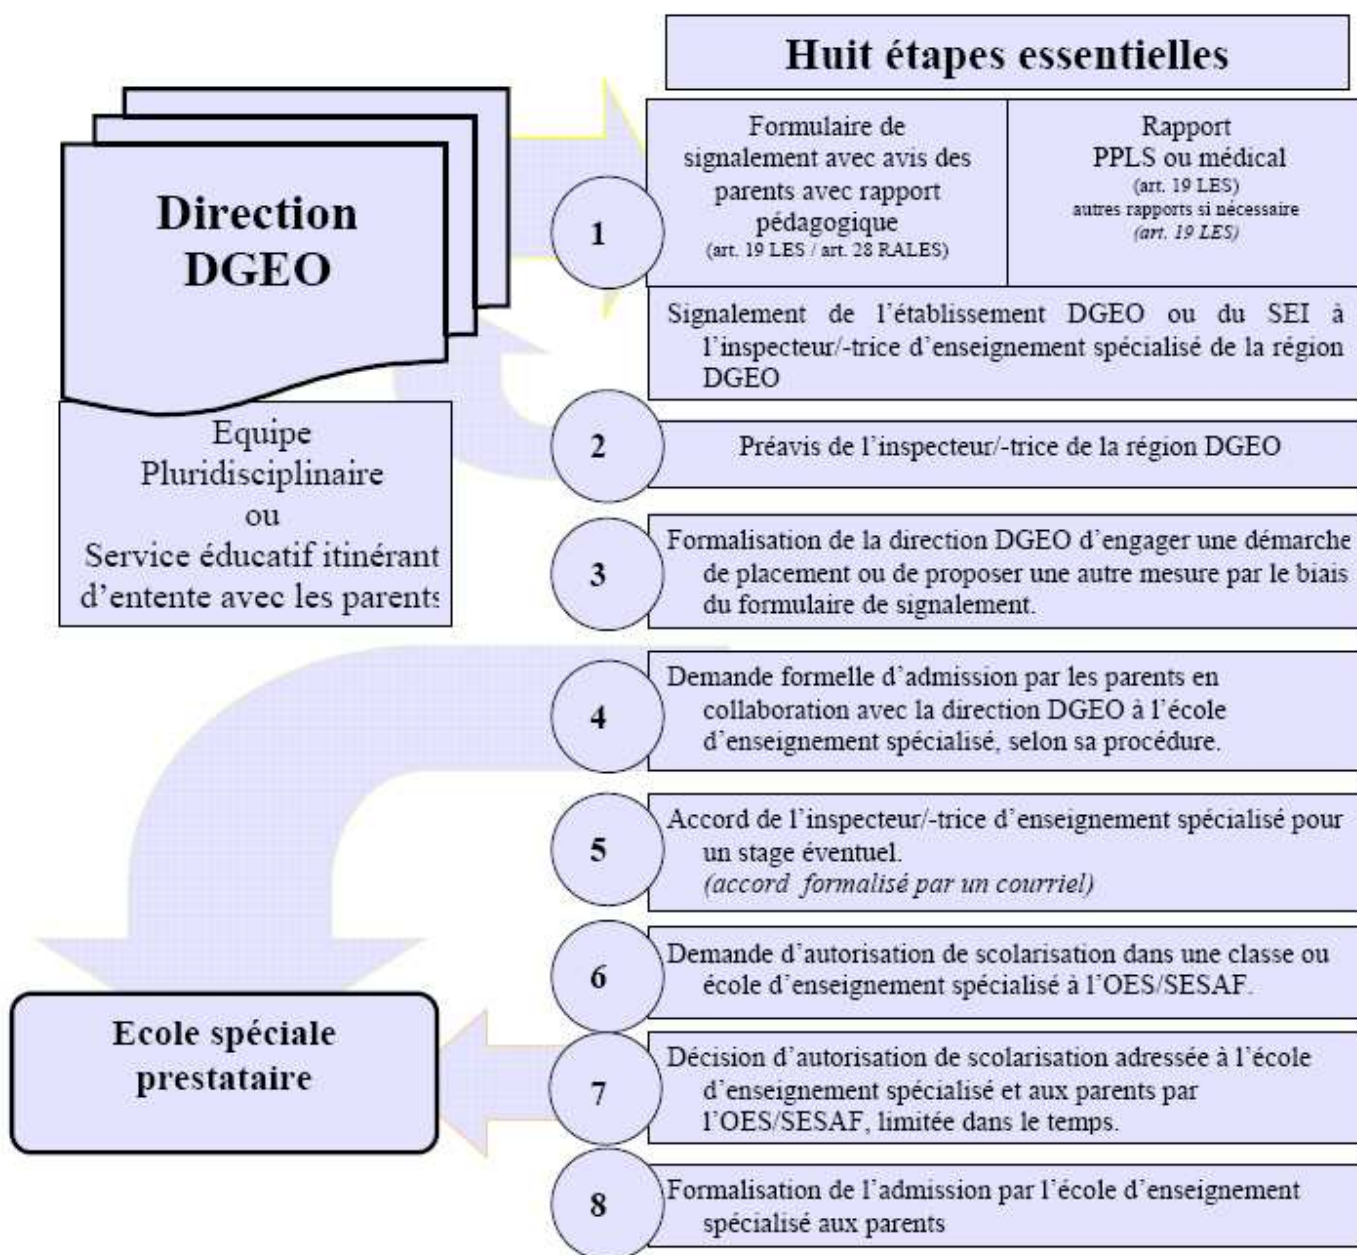 Huit étapes essentielles
Direction
DGEO
Equipe
Pluridisciplinaire
ou
Service éducatif itinérant
d'entente avec les parents
1
Formulaire de
signalement avec avis des
parents avec rapport
pédagogique
(art. 19 LES / art. 28 RALES)
Rapport
PPLS ou médical
(art. 19 LES)
autres rapports si nécessaire
(art. 19 LES)
Signalement de l'établissement DGEO ou du SEI à
l'inspecteur/-trice d'enseignement spécialisé de la région
DGEO
2
Préavis de l'inspecteur/-trice de la région DGEO
3
Formalisation de la direction DGEO d'engager une démarche
de placement ou de proposer une autre mesure par le biais
du formulaire de signalement.
4
Demande formelle d'admission par les parents en
collaboration avec la direction DGEO à l'école
d'enseignement spécialisé, selon sa procédure.
5
Accord de l'inspecteur/-trice d'enseignement spécialisé pour
un stage éventuel.
(accord formalisé par un courriel)
6
Demande d'autorisation de scolarisation dans une classe ou
école d'enseignement spécialisé à l'OES/SESAF.
Ecole spéciale
prestataire
7
Décision d'autorisation de scolarisation adressée à l'école
d'enseignement spécialisé et aux parents par
l'OES/SESAF, limitée dans le temps.
8
Formalisation de l'admission par l'école d'enseignement
spécialisé aux parents